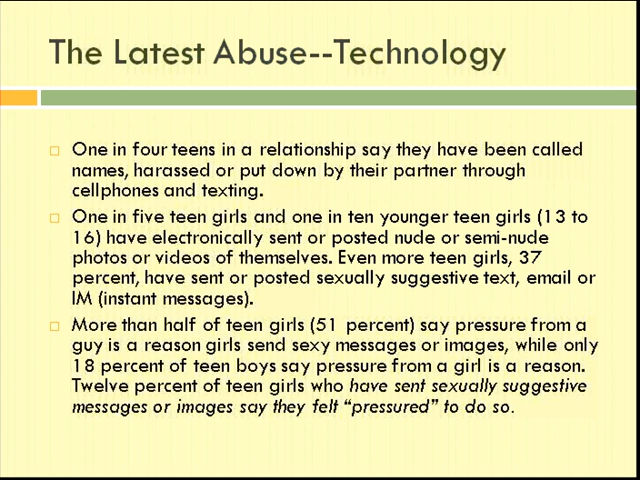 The Latest Abuse--Technology
One in four teens in a relationship say they have been called
names, harassed or put down by their partner through
cellphones and texting.
One in five teen girls and one in ten younger teen girls (13 to
16) have electronically sent or posted nude or semi-nude
photos or videos of themselves. Even more teen girls, 37
percent, have sent or posted sexually suggestive text, email or
IM (instant messages).
More than half of teen girls (51 percent) say pressure from a
guy is a reason girls send sexy messages or images, while only
18 percent of teen boys say pressure from a girl is a reason.
Twelve percent of teen girls who have sent sexually suggestive
messages or images say they felt “pressured” to do so.